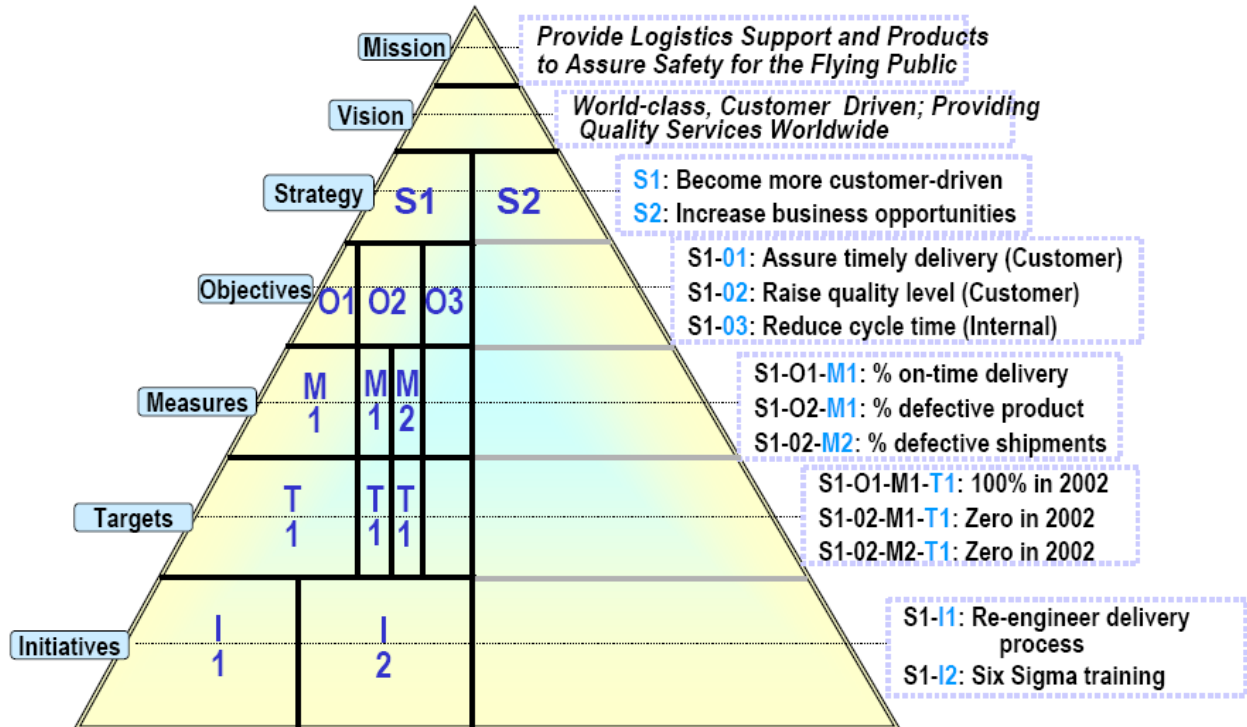 Mission
Provide Logistics Support and Products
to Assure Safety for the Flying Public
Vision
World-class, Customer Driven; Providing
Quality Services Worldwide
Strategy
S1
S2
S1: Become more customer-driven
S2: Increase business opportunities
Objectives
O1
O2
O3
S1-01: Assure timely delivery (Customer)
S1-02: Raise quality level (Customer)
S1-03: Reduce cycle time (Internal)
Measures
M
1
M
1
M
2
S1-O1-M1: % on-time delivery
S1-O2-M1: % defective product
S1-02-M2: % defective shipments
Targets
T
1
T
1
T
1
S1-O1-M1-T1: 100% in 2002
S1-02-M1-T1: Zero in 2002
S1-02-M2-T1: Zero in 2002
Initiatives
I
1
I
2
S1-I1: Re-engineer delivery
process
S1-I2: Six Sigma training